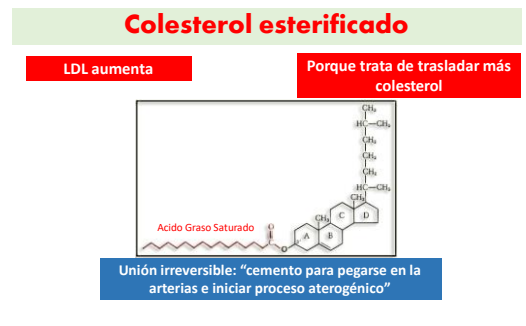 Colesterol esterificado
LDL aumenta
Porque trata de trasladar más
colesterol
CH₃
HC—CH₃
CH₂
CH₂
CH₂
HC—CH₃
CH₃
CH₃
Acido Graso Saturado
O
O
A
B
C
D
Unión irreversible: “cemento para pegarse en la
arterias e iniciar proceso aterogénico”